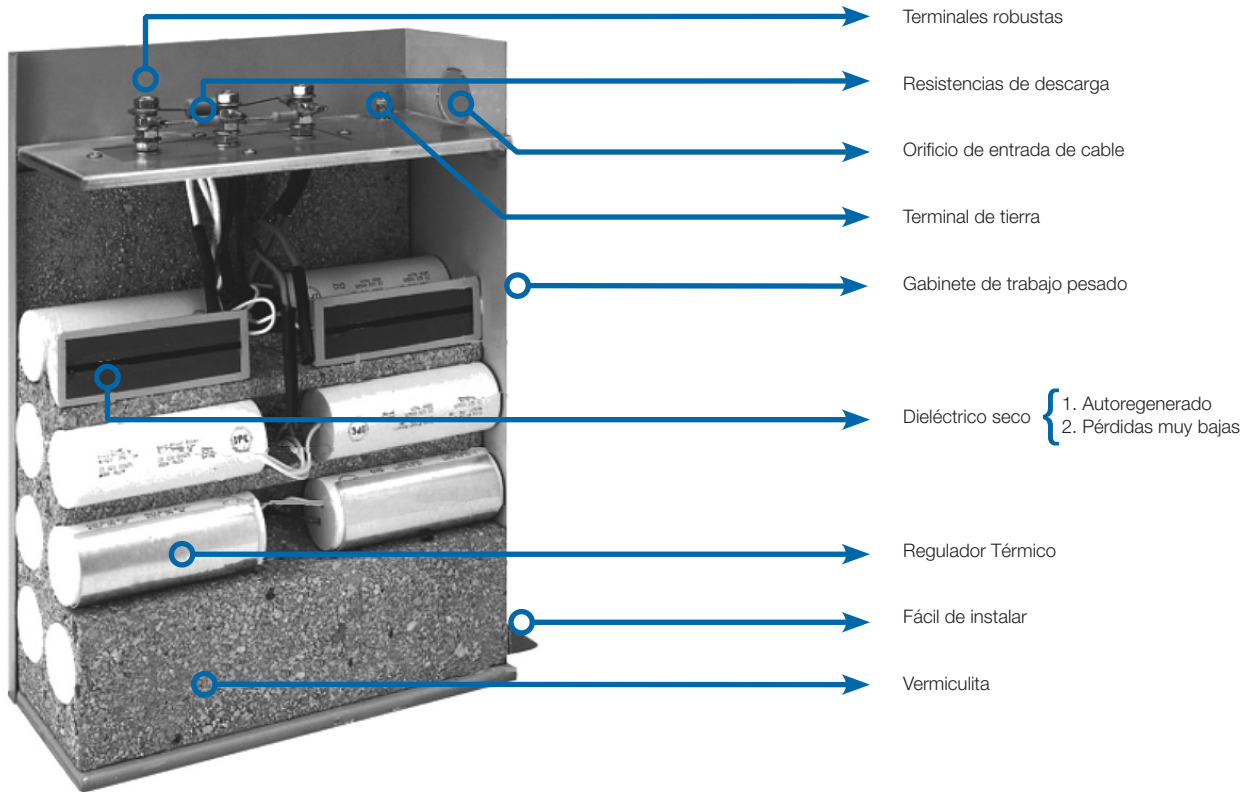 Terminales robustas
Resistencias de descarga
Orificio de entrada de cable
Terminal de tierra
Gabinete de trabajo pesado
Dieléctrico seco {
1. Autoregenerado
2. Pérdidas muy bajas
Regulador Térmico
Fácil de instalar
Vermiculita